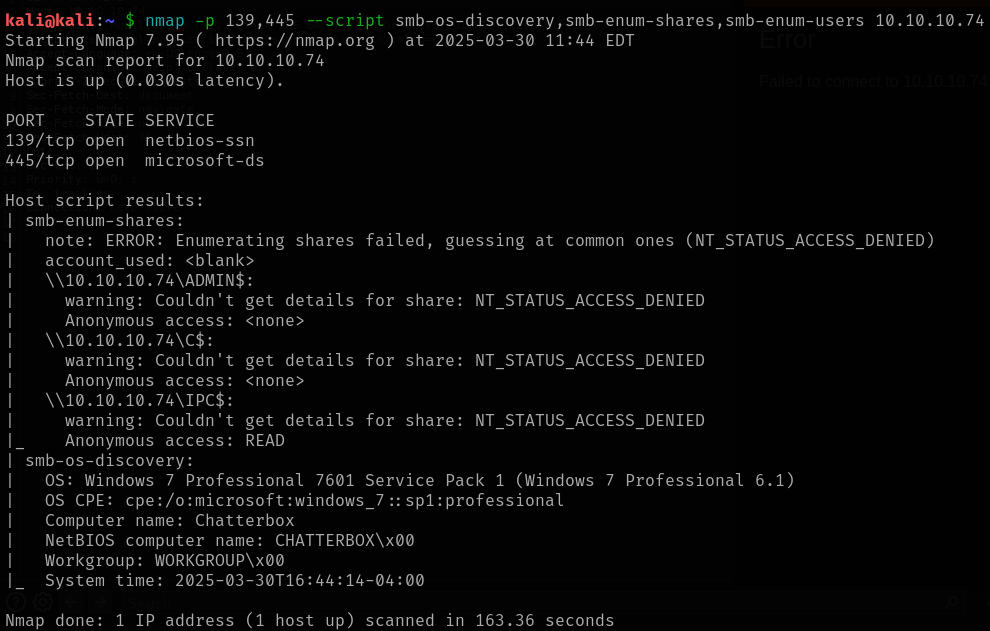 kali@kali:~ $ nmap -p 139,445 --script smb-os-discovery,smb-enum-shares,smb-enum-users 10.10.10.74
Starting Nmap 7.95 ( https://nmap.org ) at 2025-03-30 11:44 EDT
Error
Nmap scan report for 10.10.10.74
Host is up (0.030s latency).
Failed to connect to 10.10.10.74
PORT    STATE SERVICE
139/tcp open  netbios-ssn
445/tcp open  microsoft-ds
Host script results:
| smb-enum-shares:
|   note: ERROR: Enumerating shares failed, guessing at common ones (NT_STATUS_ACCESS_DENIED)
|   account_used: <blank>
|   \\10.10.10.74\ADMIN$:
|     warning: Couldn't get details for share: NT_STATUS_ACCESS_DENIED
|     Anonymous access: <none>
|   \\10.10.10.74\C$:
|     warning: Couldn't get details for share: NT_STATUS_ACCESS_DENIED
|     Anonymous access: <none>
|   \\10.10.10.74\IPC$:
|     warning: Couldn't get details for share: NT_STATUS_ACCESS_DENIED
|_    Anonymous access: READ
| smb-os-discovery:
|   OS: Windows 7 Professional 7601 Service Pack 1 (Windows 7 Professional 6.1)
|   OS CPE: cpe:/o:microsoft:windows_7::sp1:professional
|   Computer name: Chatterbox
|   NetBIOS computer name: CHATTERBOX\x00
|   Workgroup: WORKGROUP\x00
|_  System time: 2025-03-30T16:44:14-04:00
Nmap done: 1 IP address (1 host up) scanned in 163.36 seconds